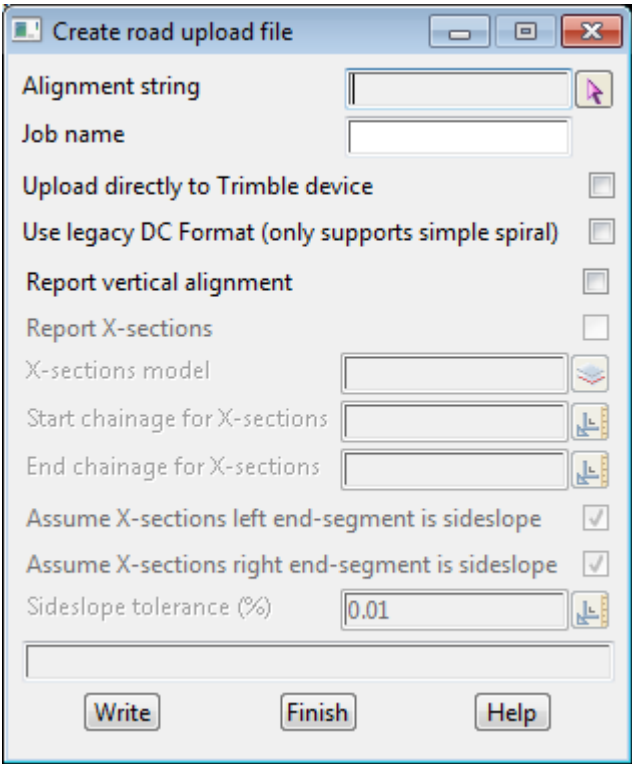 Create road upload file
Alignment string
Job name
Upload directly to Trimble device
Use legacy DC Format (only supports simple spiral)
Report vertical alignment
Report X-sections
X-sections model
Start chainage for X-sections
End chainage for X-sections
Assume X-sections left end-segment is sideslope
Assume X-sections right end-segment is sideslope
Sideslope tolerance (%) 0.01
Write Finish Help